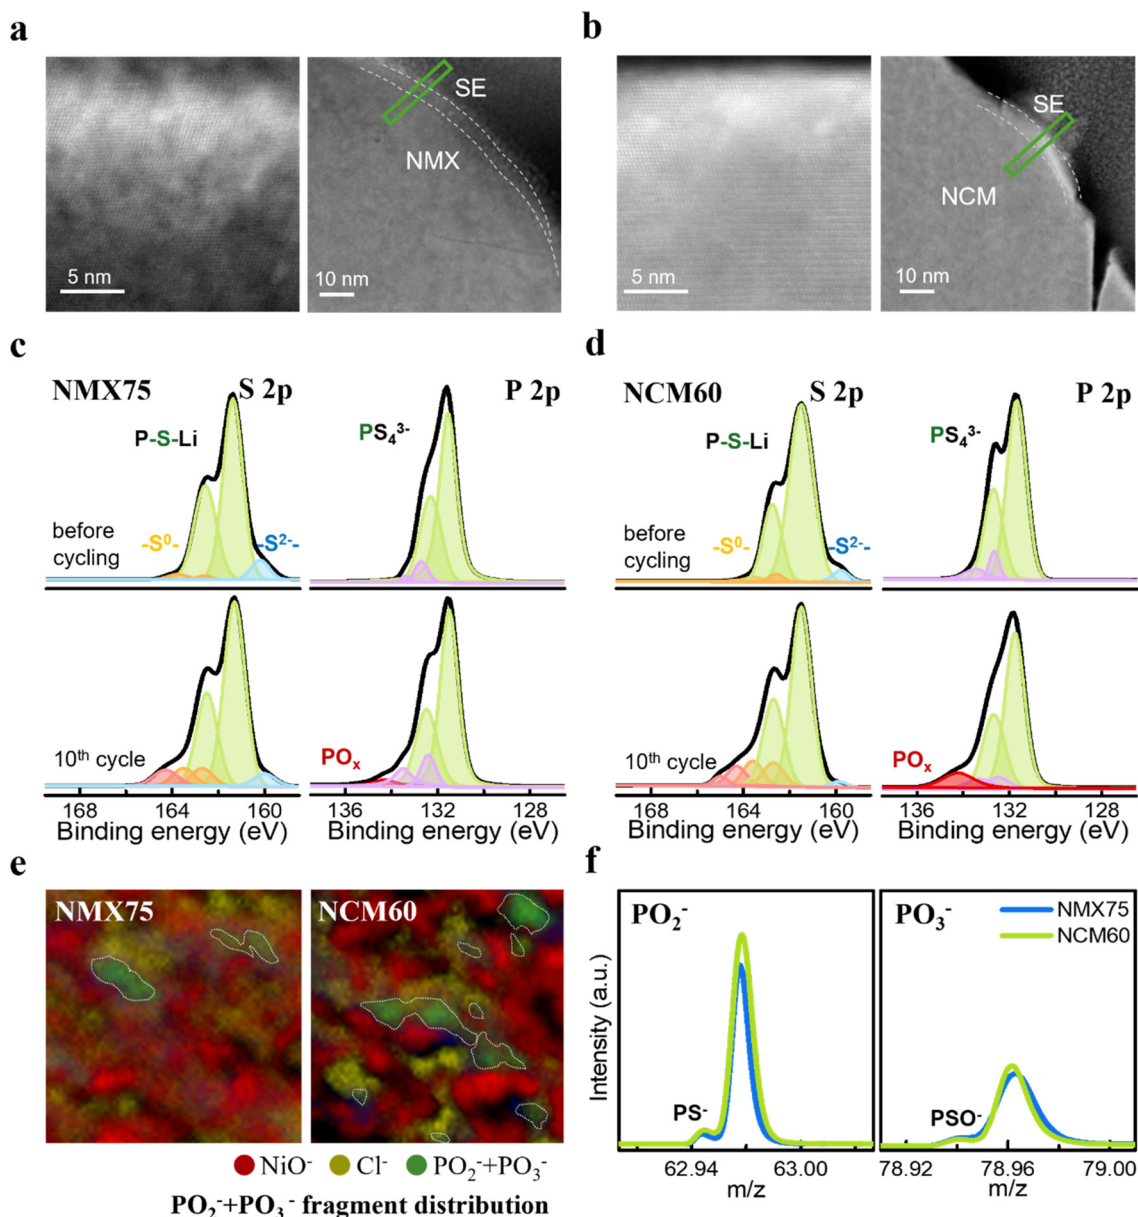 a
b
SE
NMX
5 nm
10 nm
SE
NCM
5 nm
10 nm
c
d
NMX75 S 2p P 2p
P-S-Li
PS₄³⁻
before
cycling
-S⁰-
-S²⁻-
10ᵗʰ cycle
POₓ
168 164 160
136 132 128
Binding energy (eV) Binding energy (eV)
NCM60 S 2p P 2p
P-S-Li
PS₄³⁻
before
cycling
-S⁰-
-S²⁻-
10ᵗʰ cycle
POₓ
168 164 160
136 132 128
Binding energy (eV) Binding energy (eV)
e
f
NMX75
NCM60
NiO⁻ Cl⁻ PO₂⁻+PO₃⁻
PO₂⁻+PO₃⁻ fragment distribution
Intensity (a.u.)
PO₂⁻
PS⁻
62.94 63.00
m/z
PO₃⁻
NMX75
NCM60
PSO⁻
78.92 78.96 79.00
m/z